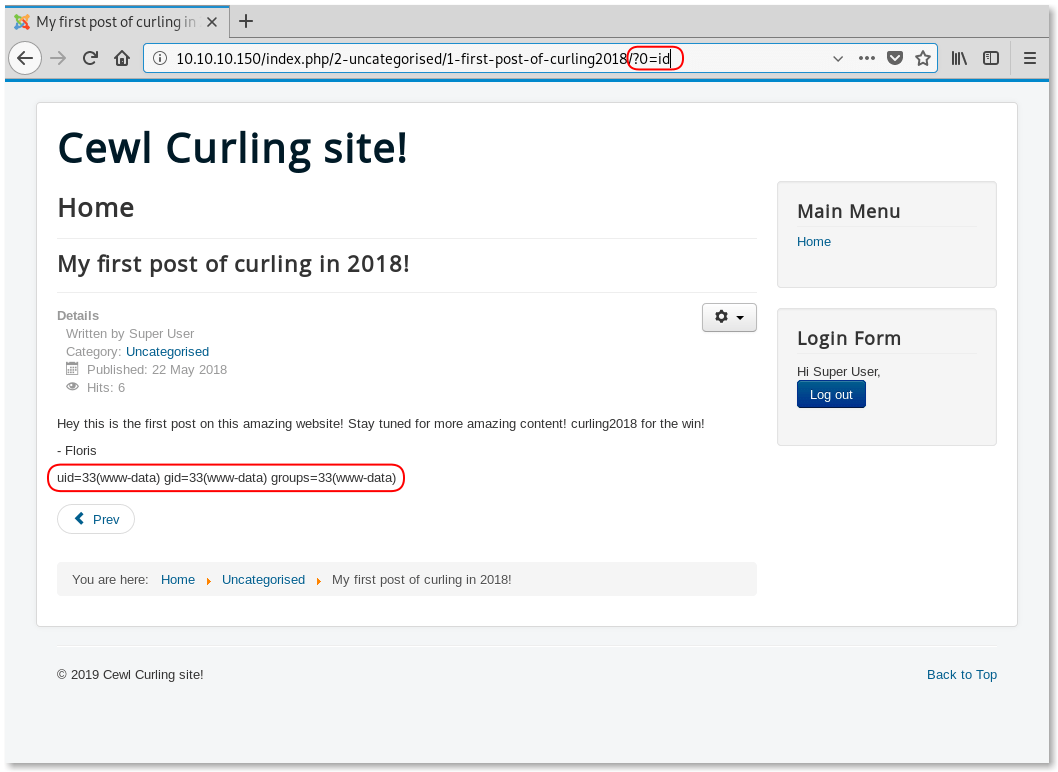 My first post of curling in
10.10.10.150/index.php/2-uncategorised/1-first-post-of-curling2018/?0=id
Cewl Curling site!
Home
My first post of curling in 2018!
Details
Written by Super User
Category: Uncategorised
Published: 22 May 2018
Hits: 6
Hey this is the first post on this amazing website! Stay tuned for more amazing content! curling2018 for the win!
- Floris
uid=33(www-data) gid=33(www-data) groups=33(www-data)
Prev
You are here: Home Uncategorised My first post of curling in 2018!
Main Menu
Home
Login Form
Hi Super User,
Log out
© 2019 Cewl Curling site!
Back to Top